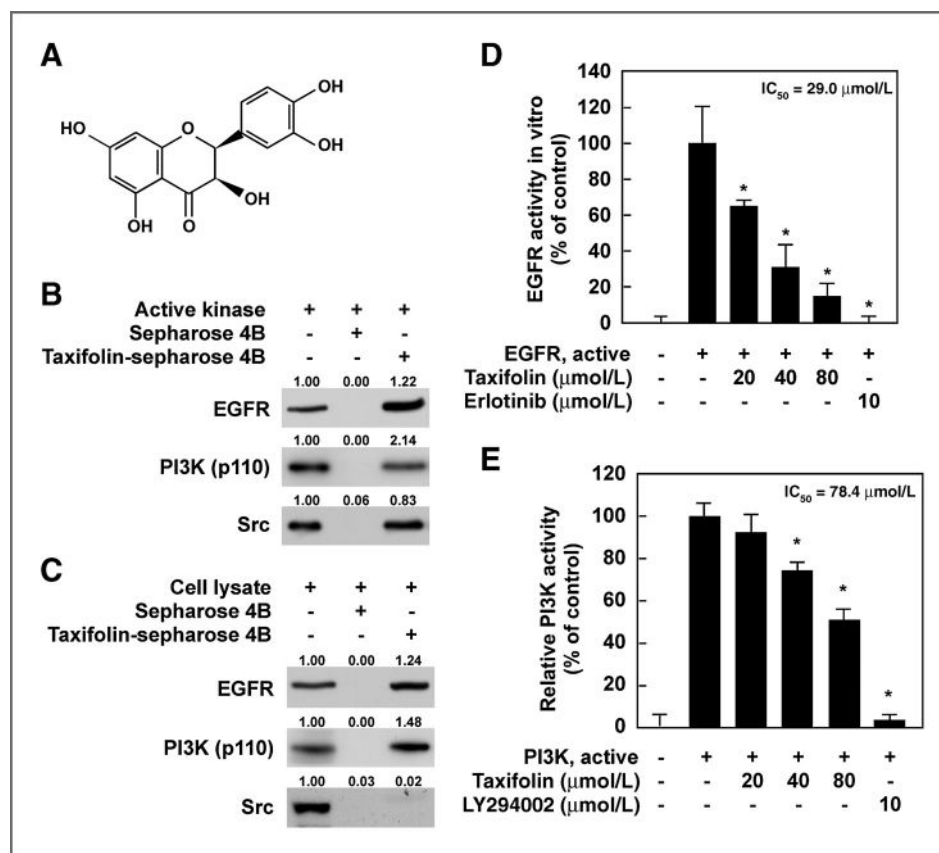 A
OH
OH
HO
O
OH
OH
O
B
Active kinase + + +
Sepharose 4B - + -
Taxifolin-sepharose 4B - - +
1.00 0.00 1.22
EGFR
1.00 0.00 2.14
PI3K (p110)
1.00 0.06 0.83
Src
C
Cell lysate + + +
Sepharose 4B - + -
Taxifolin-sepharose 4B - - +
1.00 0.00 1.24
EGFR
1.00 0.00 1.48
PI3K (p110)
1.00 0.03 0.02
Src
D
EGFR activity in vitro
(% of control)
140
120
100
80
60
40
20
0
IC50 = 29.0 μmol/L
* * * *
EGFR, active - + + + + +
Taxifolin (μmol/L) - - 20 40 80 -
Erlotinib (μmol/L) - - - - - 10
E
Relative PI3K activity
(% of control)
120
100
80
60
40
20
0
IC50 = 78.4 μmol/L
* * *
PI3K, active - + + + + +
Taxifolin (μmol/L) - - 20 40 80 -
LY294002 (μmol/L) - - - - - 10